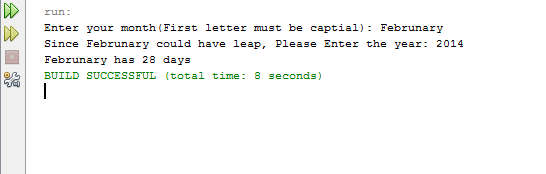 run:
Enter your month(First letter must be captial): Februnary
Since Februnary could have leap, Please Enter the year: 2014
Februnary has 28 days
BUILD SUCCESSFUL (total time: 8 seconds)